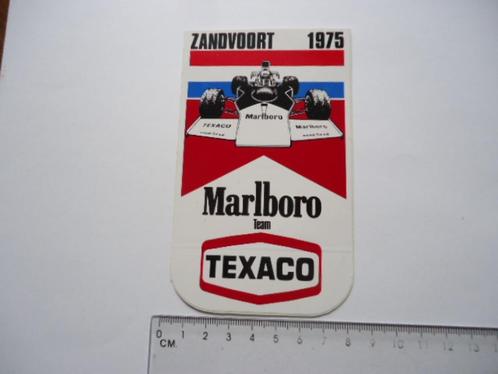 ZANDVOORT 1975
Marlboro
TEXACO
Marlboro
Marlboro
Team
TEXACO
0 1 2 3 4 5 6 7 8 9 10 11 12 13
CM.